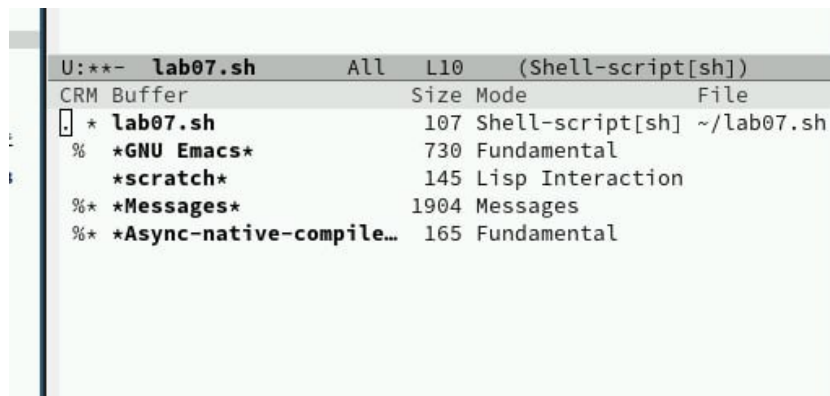 U:**-  lab07.sh       All   L10    (Shell-script[sh])
CRM Buffer                Size Mode             File
. * lab07.sh               107 Shell-script[sh] ~/lab07.sh
 %  *GNU Emacs*            730 Fundamental
    *scratch*              145 Lisp Interaction
 %* *Messages*            1904 Messages
 %* *Async-native-compile…  165 Fundamental